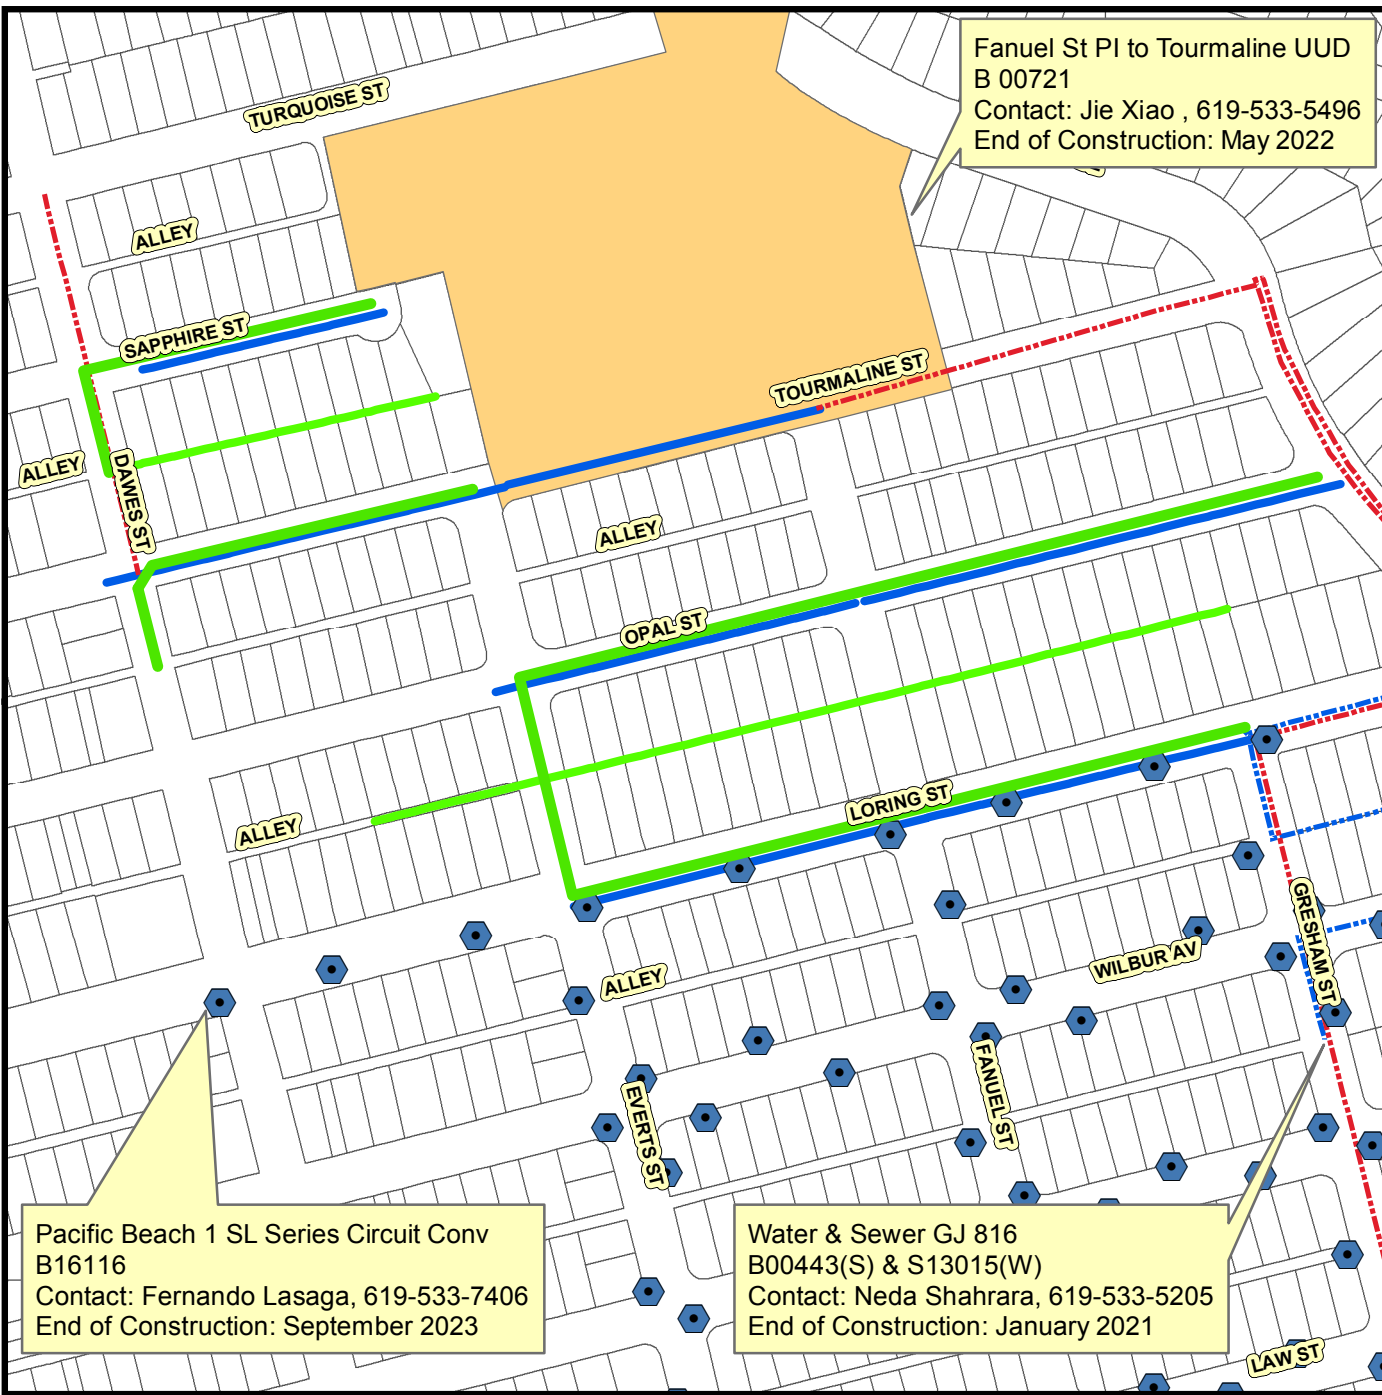 Fanuel St Pl to Tourmaline UUD
B 00721
Contact: Jie Xiao , 619-533-5496
End of Construction: May 2022
TURQUOISE ST
ALLEY
SAPPHIRE ST
TOURMALINE ST
ALLEY
DAWES ST
ALLEY
OPAL ST
LORING ST
ALLEY
GRESHAM ST
WILBUR AV
ALLEY
FANUEL ST
EVERTS ST
Pacific Beach 1 SL Series Circuit Conv
B16116
Contact: Fernando Lasaga, 619-533-7406
End of Construction: September 2023
Water & Sewer GJ 816
B00443(S) & S13015(W)
Contact: Neda Shahrara, 619-533-5205
End of Construction: January 2021
LAW ST